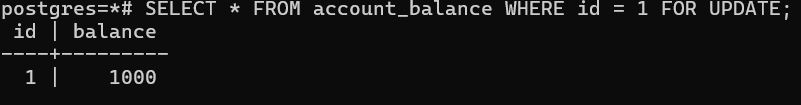 postgres=*# SELECT * FROM account_balance WHERE id = 1 FOR UPDATE;
 id | balance
----+---------
  1 |    1000